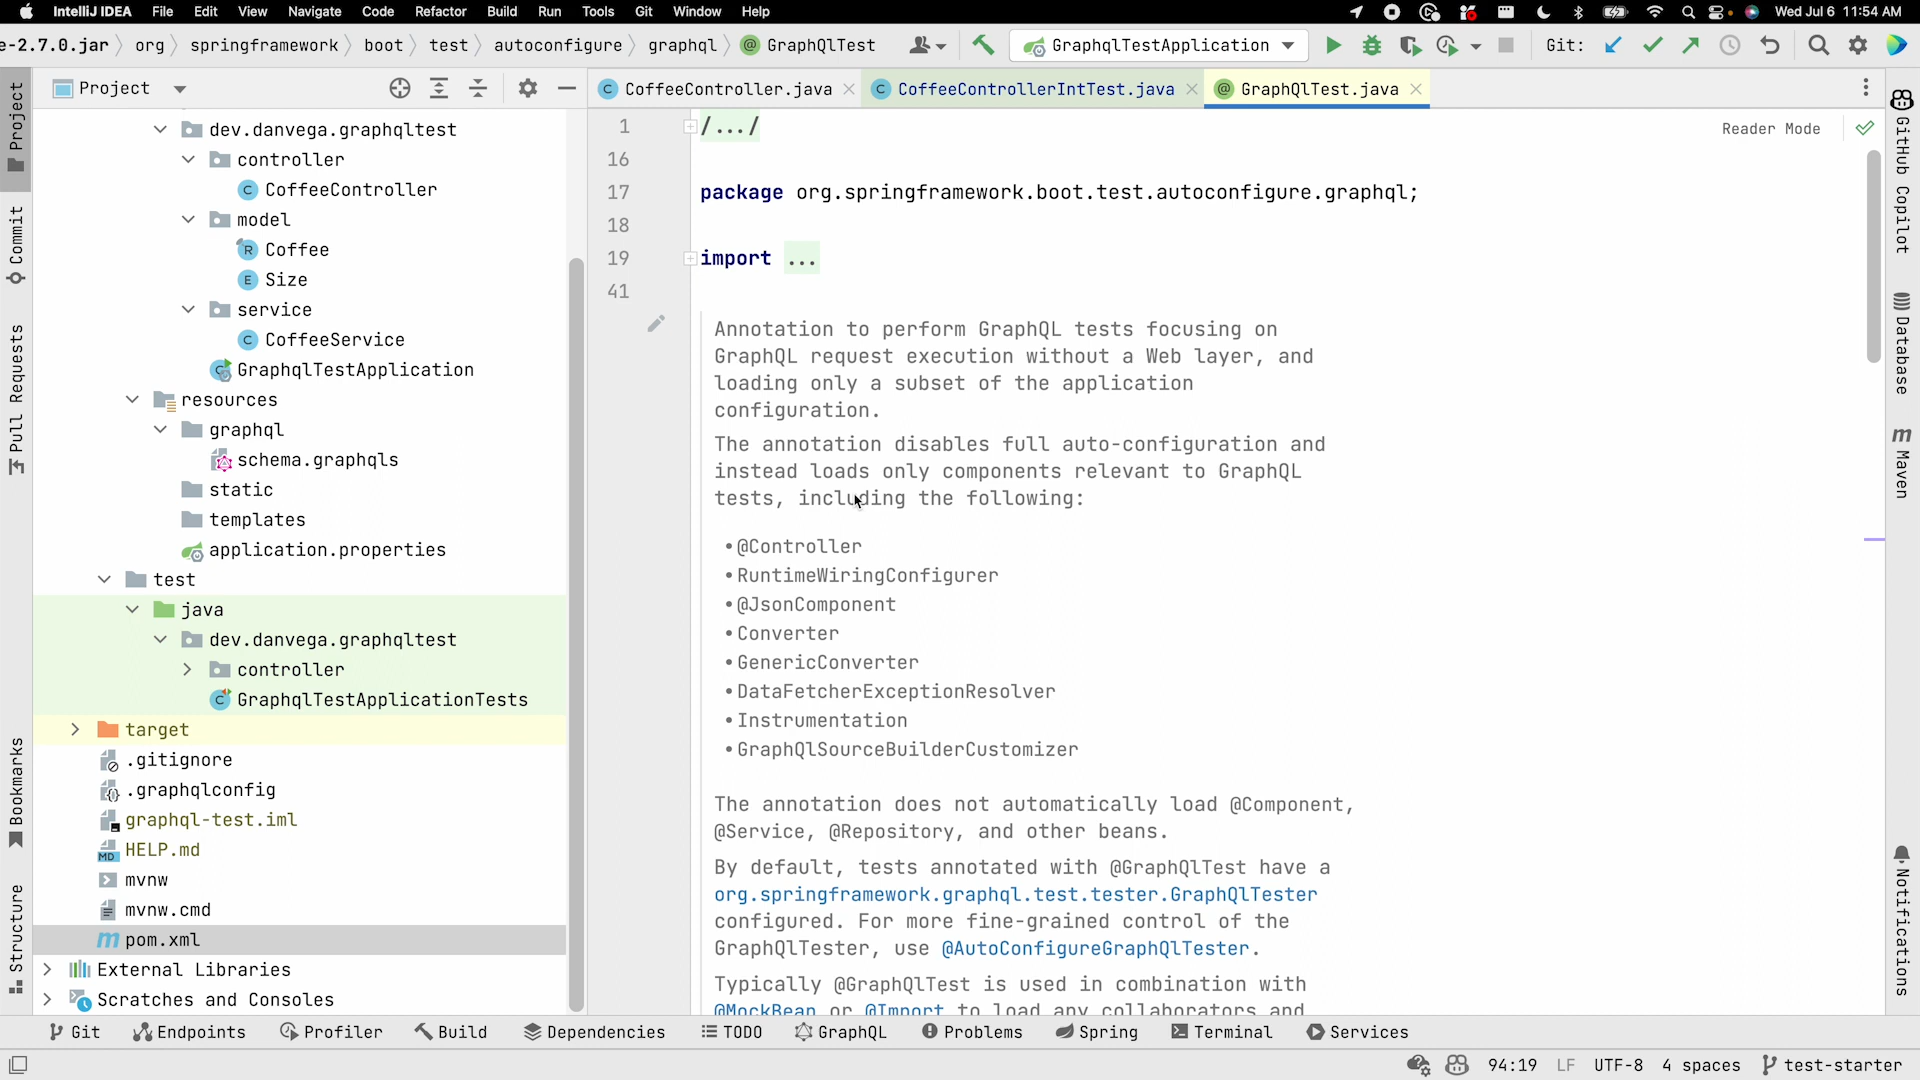 IntelliJ IDEA File Edit View Navigate Code Refactor Build Run Tools Git Window Help Wed Jul 6 11:54 AM
e-2.7.0.jar org springframework boot test autoconfigure graphql GraphQlTest GraphqlTestApplication Git:
Project
CoffeeController.java CoffeeControllerIntTest.java GraphQlTest.java
Project
Commit
Pull Requests
Bookmarks
Structure
dev.danvega.graphqltest
controller
CoffeeController
model
Coffee
Size
service
CoffeeService
GraphqlTestApplication
resources
graphql
schema.graphqls
static
templates
application.properties
test
java
dev.danvega.graphqltest
controller
GraphqlTestApplicationTests
target
.gitignore
.graphqlconfig
graphql-test.iml
HELP.md
mvnw
mvnw.cmd
pom.xml
External Libraries
Scratches and Consoles
Reader Mode
1 /.../
16
17 package org.springframework.boot.test.autoconfigure.graphql;
18
19 import ...
41
Annotation to perform GraphQL tests focusing on
GraphQL request execution without a Web layer, and
loading only a subset of the application
configuration.
The annotation disables full auto-configuration and
instead loads only components relevant to GraphQL
tests, including the following:
•@Controller
•RuntimeWiringConfigurer
•@JsonComponent
•Converter
•GenericConverter
•DataFetcherExceptionResolver
•Instrumentation
•GraphQlSourceBuilderCustomizer
The annotation does not automatically load @Component,
@Service, @Repository, and other beans.
By default, tests annotated with @GraphQlTest have a
org.springframework.graphql.test.tester.GraphQlTester
configured. For more fine-grained control of the
GraphQlTester, use @AutoConfigureGraphQlTester.
Typically @GraphQlTest is used in combination with
@MockBean or @Import to load any collaborators and
GitHub Copilot
Database
Maven
Notifications
Git Endpoints Profiler Build Dependencies TODO GraphQL Problems Spring Terminal Services
94:19 LF UTF-8 4 spaces test-starter